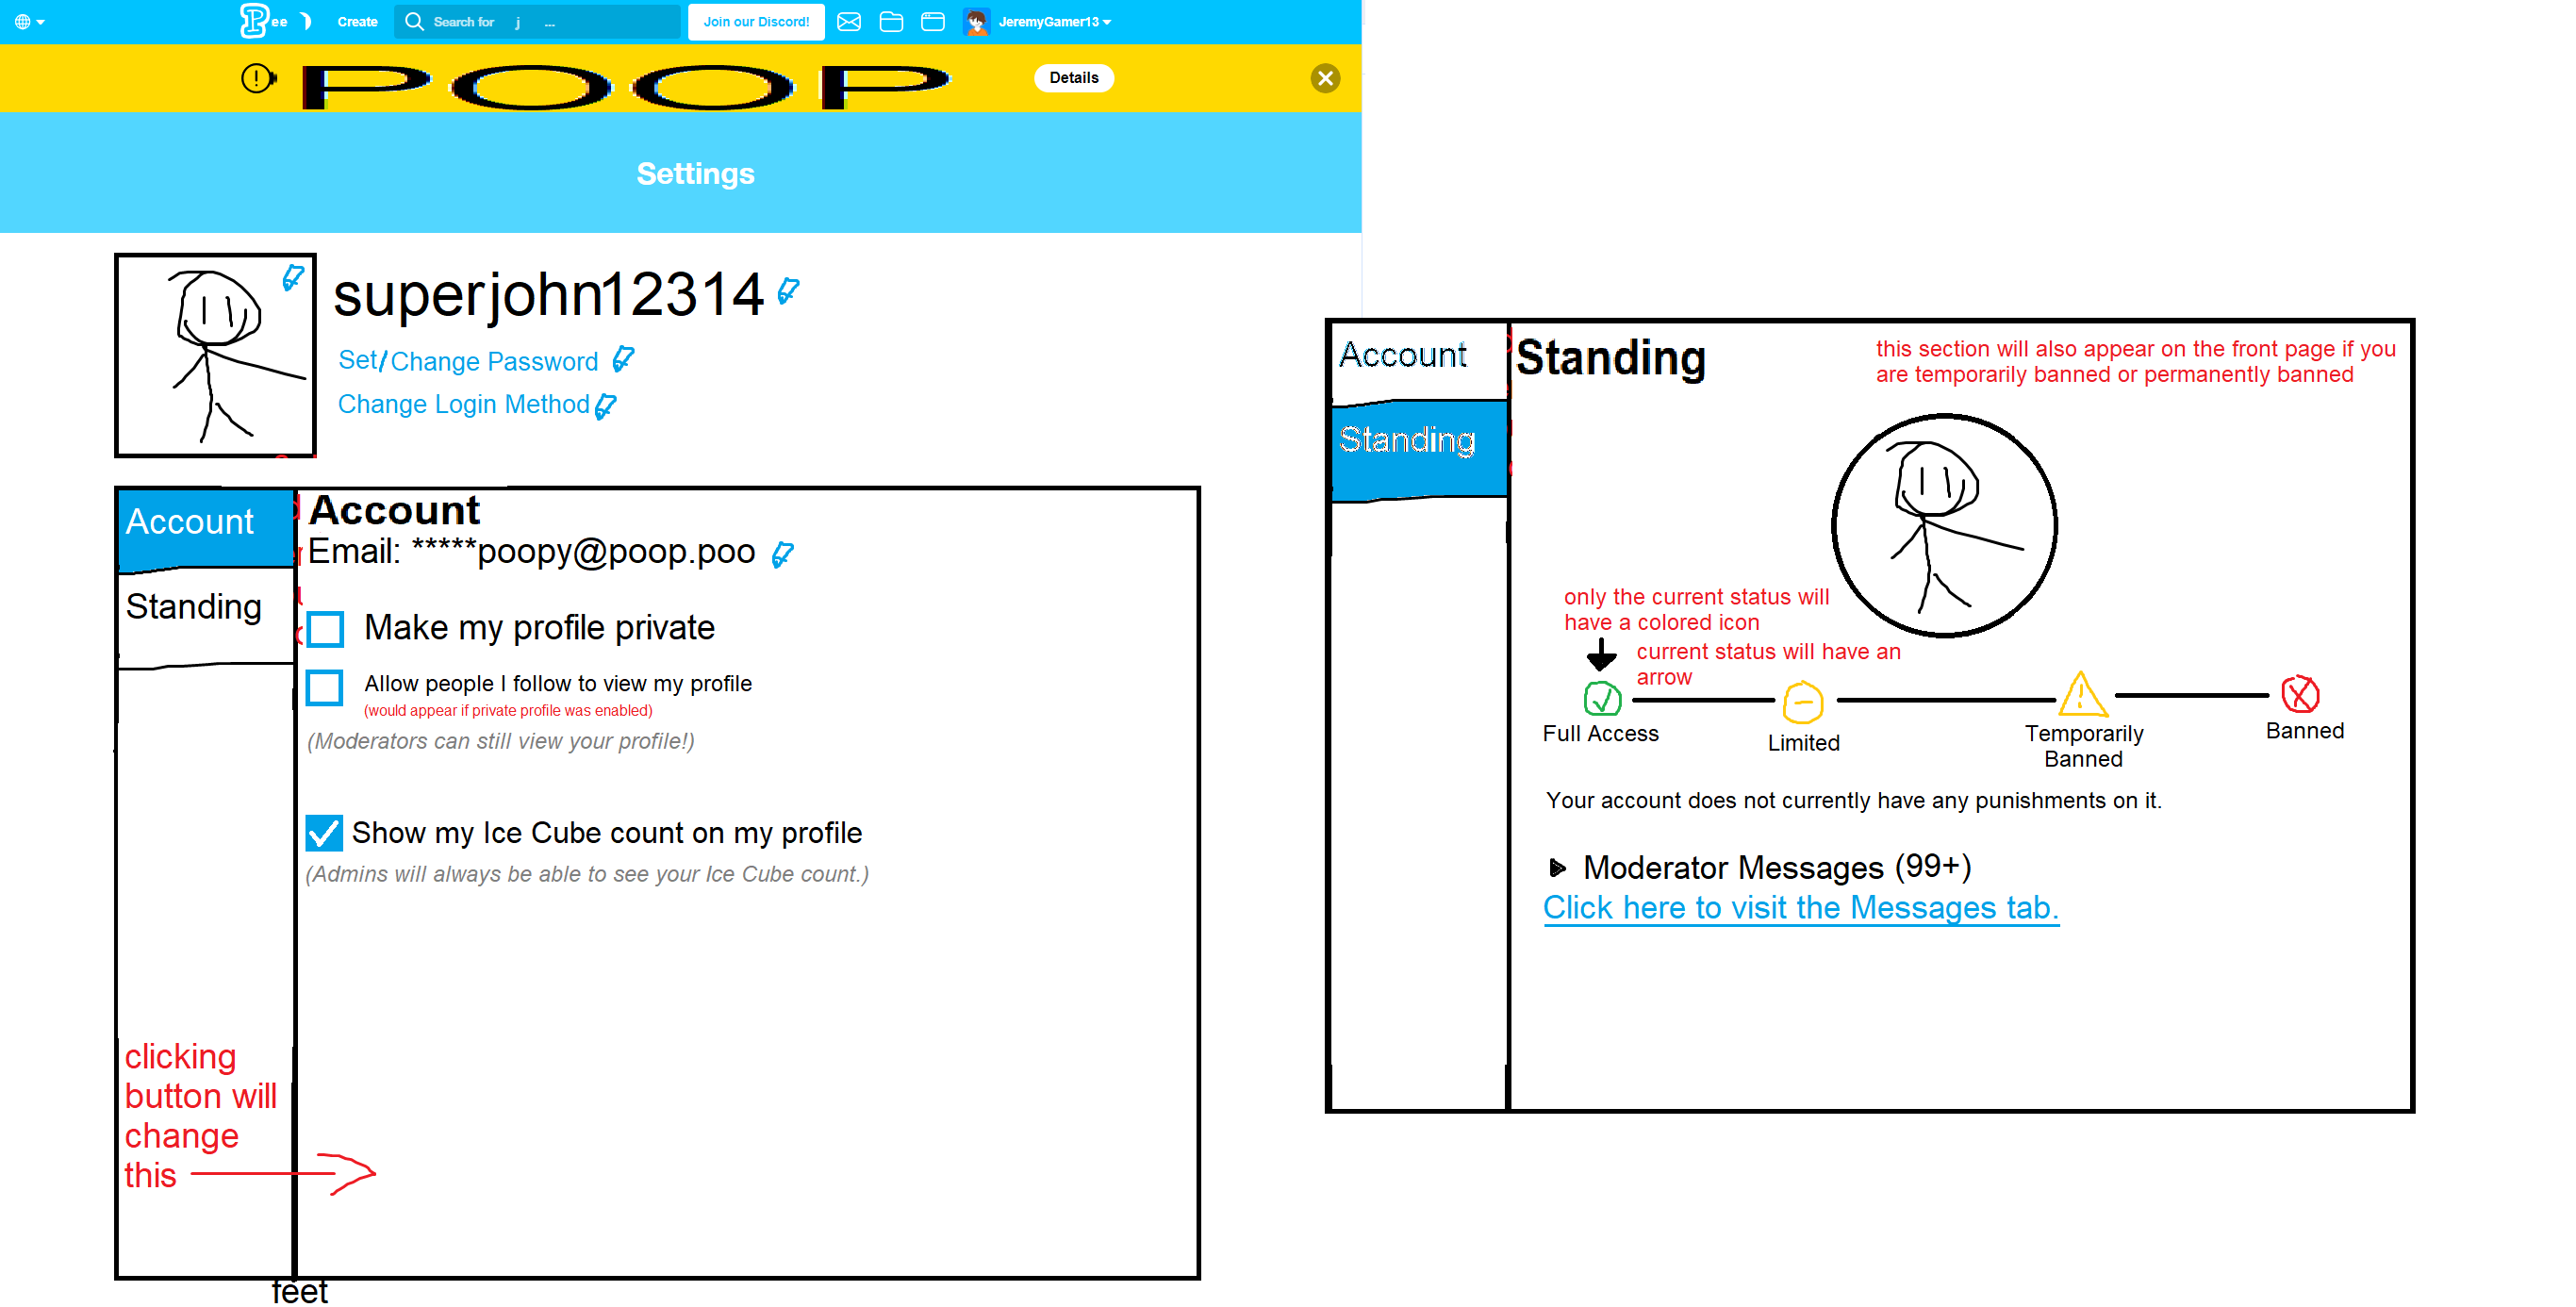 Pee
Create
Search for j ...
Join our Discord!
JeremyGamer13
POOP
Details
Settings
superjohn12314
Set/Change Password
Change Login Method
Account
Standing
Account
Email: *****poopy@poop.poo
Make my profile private
Allow people I follow to view my profile
(would appear if private profile was enabled)
(Moderators can still view your profile!)
Show my Ice Cube count on my profile
(Admins will always be able to see your Ice Cube count.)
clicking
button will
change
this
feet
Account
Standing
Standing
this section will also appear on the front page if you
are temporarily banned or permanently banned
only the current status will
have a colored icon
current status will have an
arrow
Full Access
Limited
Temporarily
Banned
Banned
Your account does not currently have any punishments on it.
Moderator Messages (99+)
Click here to visit the Messages tab.